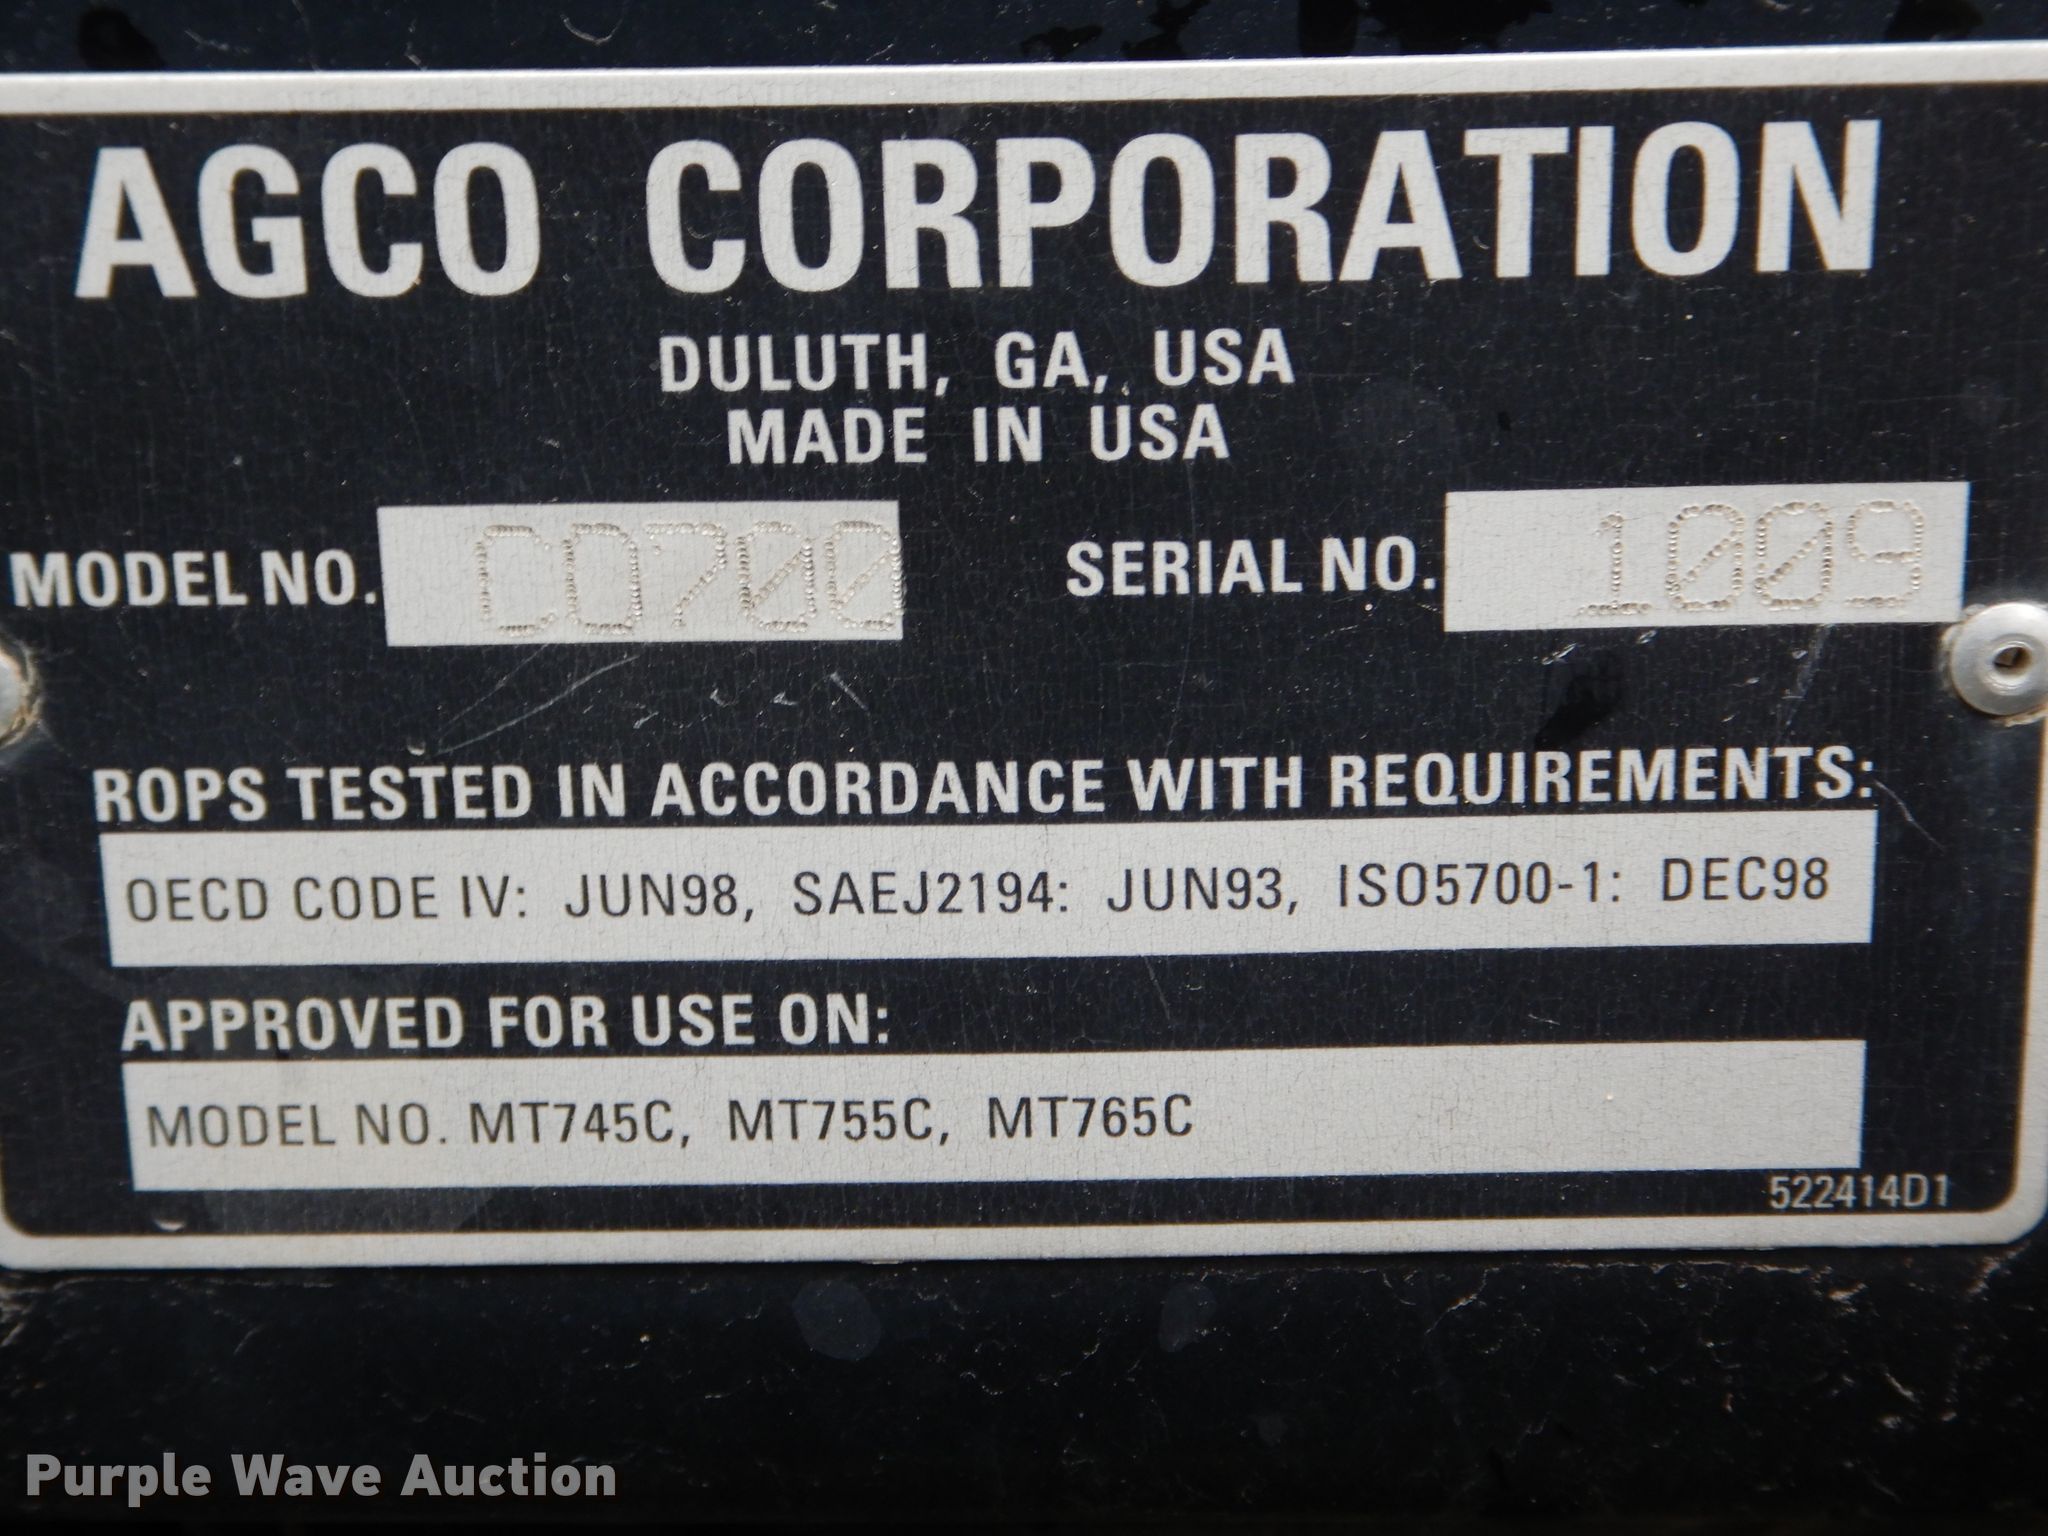 AGCO CORPORATION
DULUTH, GA, USA
MADE IN USA
MODEL NO. CO700 SERIAL NO. 1009
ROPS TESTED IN ACCORDANCE WITH REQUIREMENTS:
OECD CODE IV: JUN98, SAEJ2194: JUN93, ISO5700-1: DEC98
APPROVED FOR USE ON:
MODEL NO. MT745C, MT755C, MT765C
522414D1
Purple Wave Auction